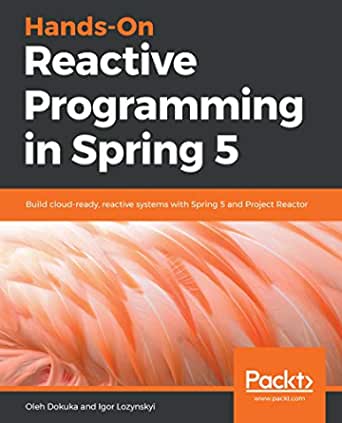 Hands-On
Reactive
Programming
in Spring 5
Build cloud-ready, reactive systems with Spring 5 and Project Reactor
Packt>
www.packt.com
Oleh Dokuka and Igor Lozynskyi